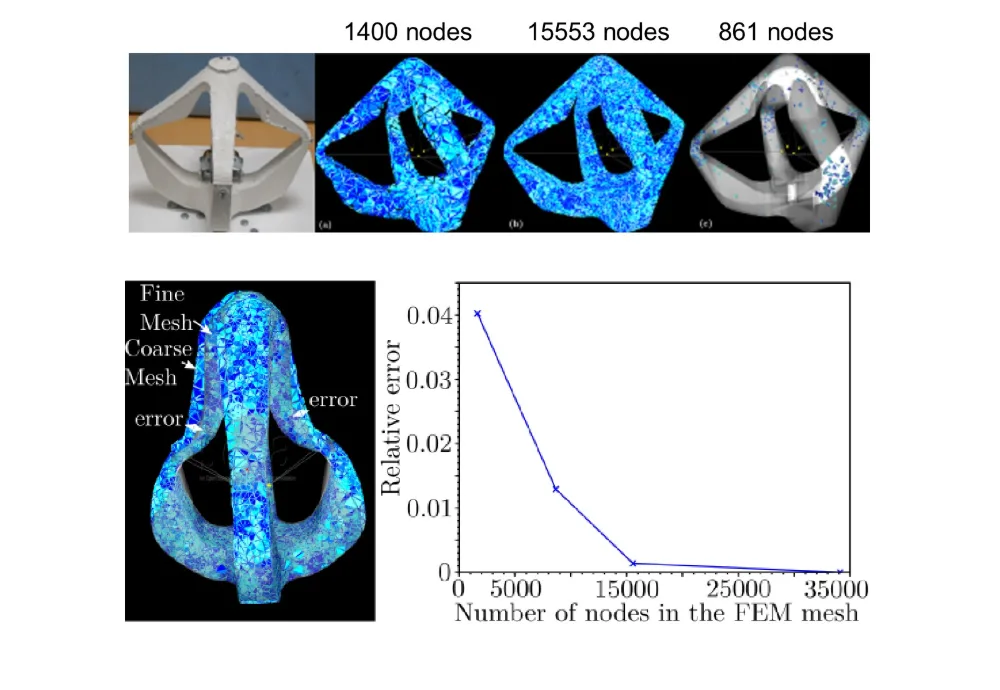 1400 nodes
15553 nodes
861 nodes
(a)
(b)
(c)
Fine
Mesh
Coarse
Mesh
error
error
Relative error
0.04
0.03
0.02
0.01
0
0 5000 15000 25000 35000
Number of nodes in the FEM mesh